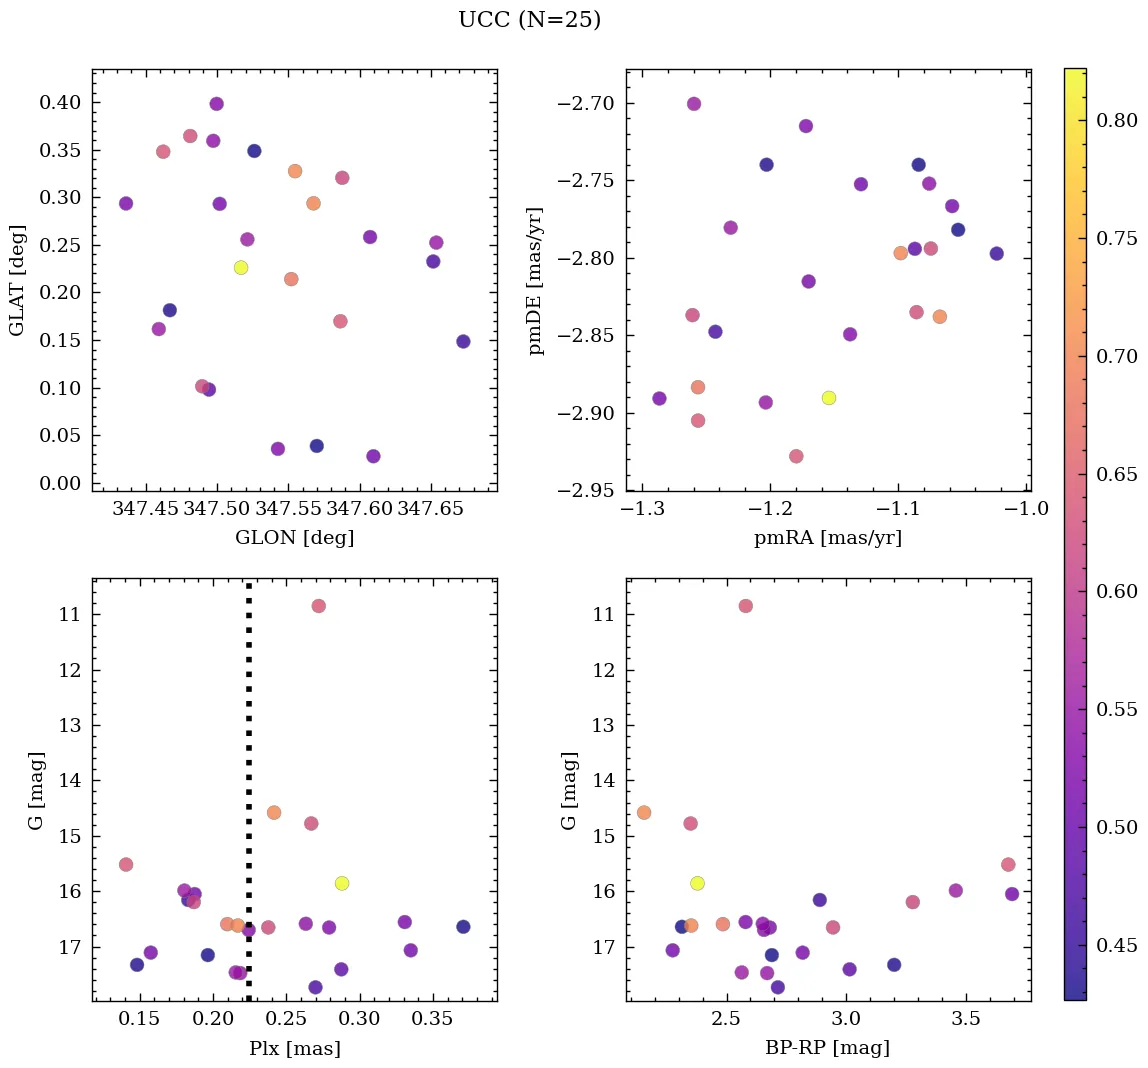 UCC (N=25)
0.40
0.35
0.30
0.25
0.20
0.15
0.10
0.05
0.00
GLAT [deg]
347.45 347.50 347.55 347.60 347.65
GLON [deg]
−2.70
−2.75
−2.80
−2.85
−2.90
−2.95
pmDE [mas/yr]
−1.3 −1.2 −1.1 −1.0
pmRA [mas/yr]
11
12
13
14
15
16
17
G [mag]
0.15 0.20 0.25 0.30 0.35
Plx [mas]
11
12
13
14
15
16
17
G [mag]
2.5 3.0 3.5
BP-RP [mag]
0.80
0.75
0.70
0.65
0.60
0.55
0.50
0.45